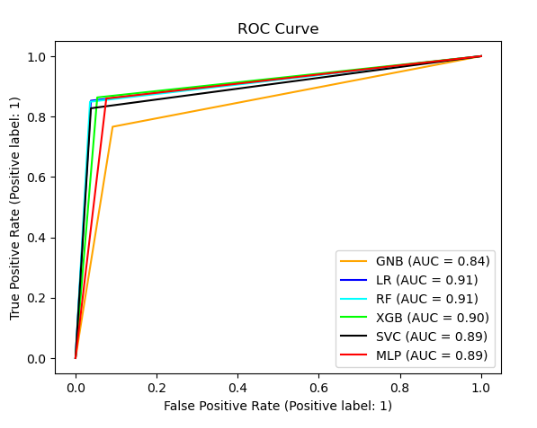 ROC Curve
True Positive Rate (Positive label: 1)
1.0
0.8
0.6
0.4
0.2
0.0
GNB (AUC = 0.84)
LR (AUC = 0.91)
RF (AUC = 0.91)
XGB (AUC = 0.90)
SVC (AUC = 0.89)
MLP (AUC = 0.89)
0.0 0.2 0.4 0.6 0.8 1.0
False Positive Rate (Positive label: 1)